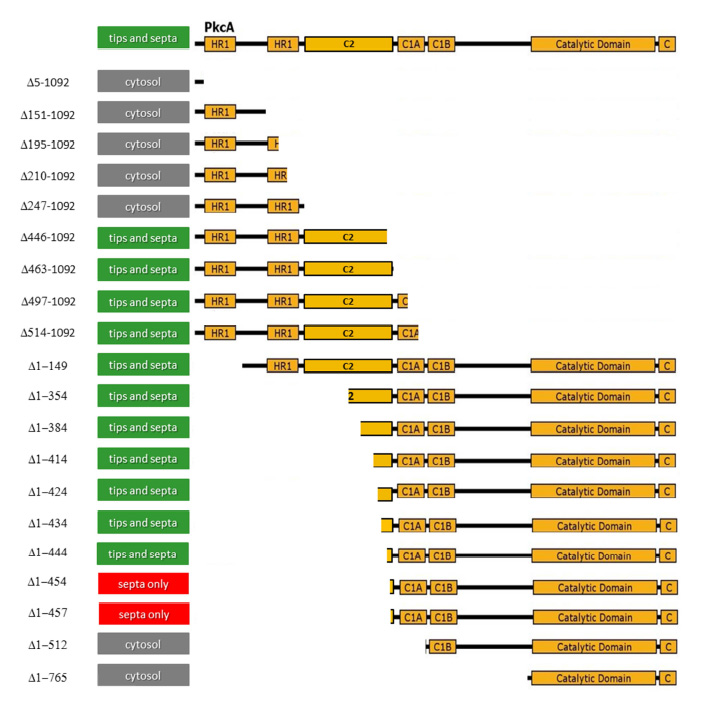 PkcA
tips and septa HR1 HR1 C2 C1A C1B Catalytic Domain C
Δ5-1092 cytosol
Δ151-1092 cytosol HR1
Δ195-1092 cytosol HR1 H
Δ210-1092 cytosol HR1 HR
Δ247-1092 cytosol HR1 HR1
Δ446-1092 tips and septa HR1 HR1 C2
Δ463-1092 tips and septa HR1 HR1 C2
Δ497-1092 tips and septa HR1 HR1 C2 C
Δ514-1092 tips and septa HR1 HR1 C2 C1A
Δ1–149 tips and septa HR1 C2 C1A C1B Catalytic Domain C
Δ1–354 tips and septa 2 C1A C1B Catalytic Domain C
Δ1–384 tips and septa C1A C1B Catalytic Domain C
Δ1–414 tips and septa C1A C1B Catalytic Domain C
Δ1–424 tips and septa C1A C1B Catalytic Domain C
Δ1–434 tips and septa C1A C1B Catalytic Domain C
Δ1–444 tips and septa C1A C1B Catalytic Domain C
Δ1–454 septa only C1A C1B Catalytic Domain C
Δ1–457 septa only C1A C1B Catalytic Domain C
Δ1–512 cytosol C1B Catalytic Domain C
Δ1–765 cytosol Catalytic Domain C